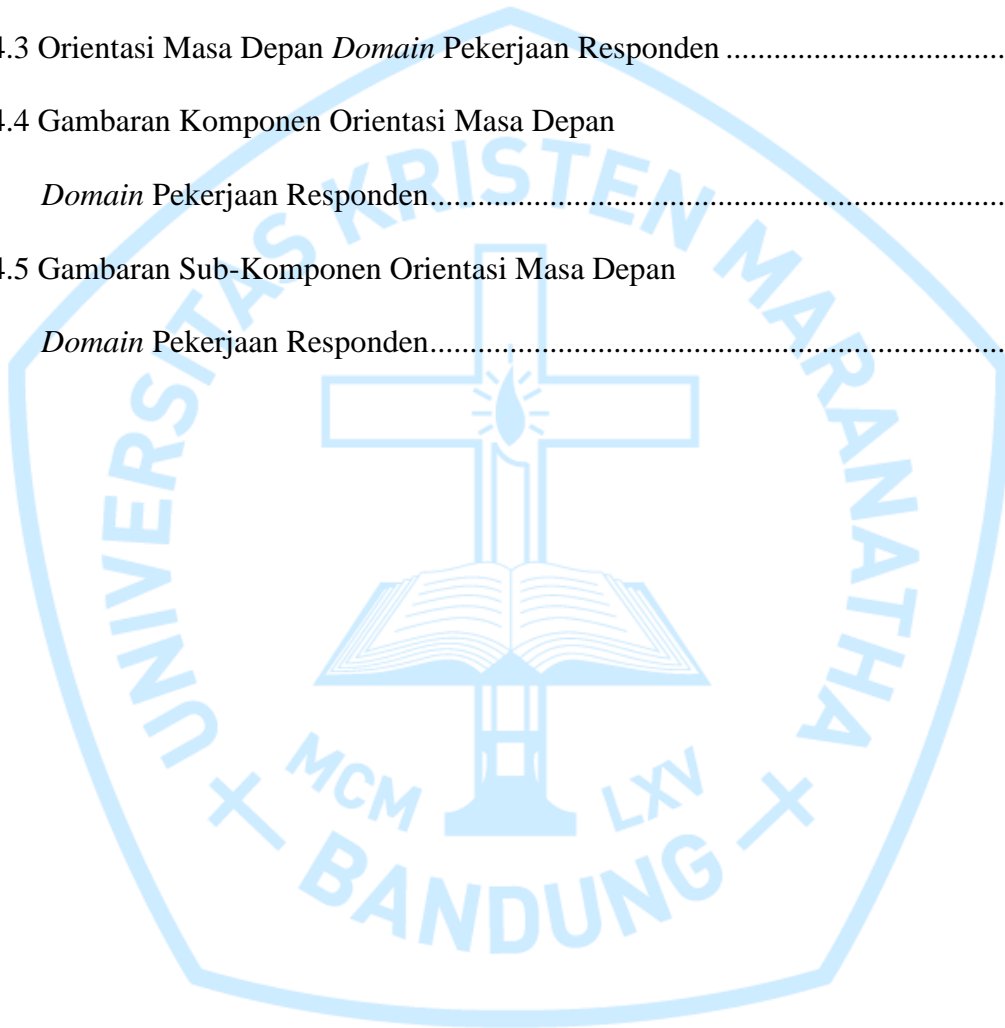 4.3 Orientasi Masa Depan Domain Pekerjaan Responden ..............................
4.4 Gambaran Komponen Orientasi Masa Depan
Domain Pekerjaan Responden.............................................................
4.5 Gambaran Sub-Komponen Orientasi Masa Depan
Domain Pekerjaan Responden.............................................................
UNIVERSITAS KRISTEN MARANATHA
MCM LXV
BANDUNG